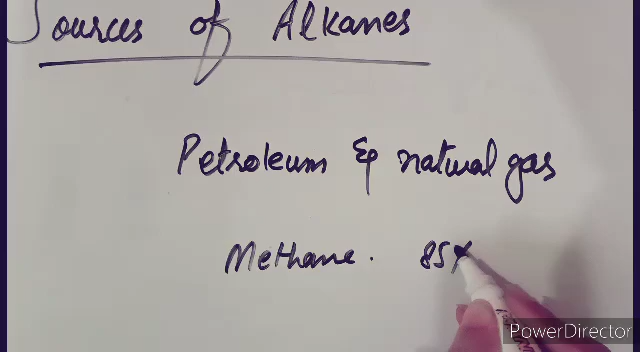 Sources of Alkanes
Petroleum & natural gas
Methane. 85%
PowerDirector